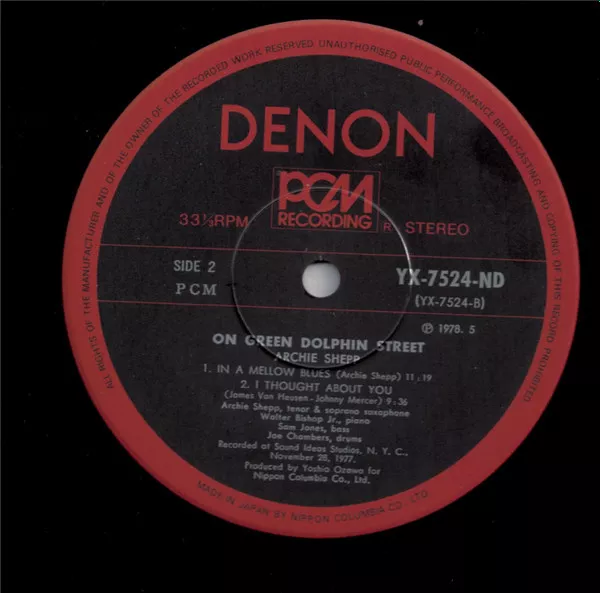 ALL RIGHTS OF THE MANUFACTURER AND OF THE OWNER OF THE RECORDED WORK RESERVED UNAUTHORISED PUBLIC PERFORMANCE BROADCASTING AND COPYING OF THIS RECORD PROHIBITED
DENON
PCM
RECORDING
33⅓RPM
R STEREO
SIDE 2
YX-7524-ND
PCM
(YX-7524-B)
Ⓟ 1978. 5
ON GREEN DOLPHIN STREET
ARCHIE SHEPP
1. IN A MELLOW BLUES (Archie Shepp) 11:19
2. I THOUGHT ABOUT YOU
(James Van Heusen-Johnny Mercer) 9:36
Archie Shepp, tenor & soprano saxophone
Walter Bishop Jr., piano
Sam Jones, bass
Joe Chambers, drums
Recorded at Sound Ideas Studios, N. Y. C.,
November 28, 1977.
Produced by Yoshio Ozawa for
Nippon Columbia Co., Ltd.
MADE IN JAPAN BY NIPPON COLUMBIA CO. LTD.